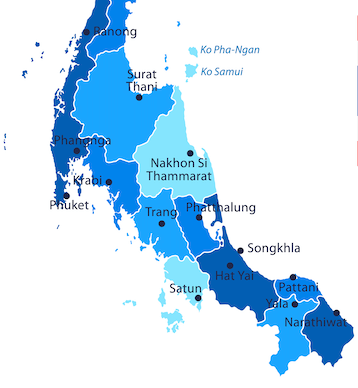 Ranong
Ko Pha-Ngan
Ko Samui
Surat
Thani
Phangnga
Nakhon Si
Thammarat
Krabi
Phuket
Phatthalung
Trang
Songkhla
Hat Yai
Satun
Pattani
Yala
Narathiwat